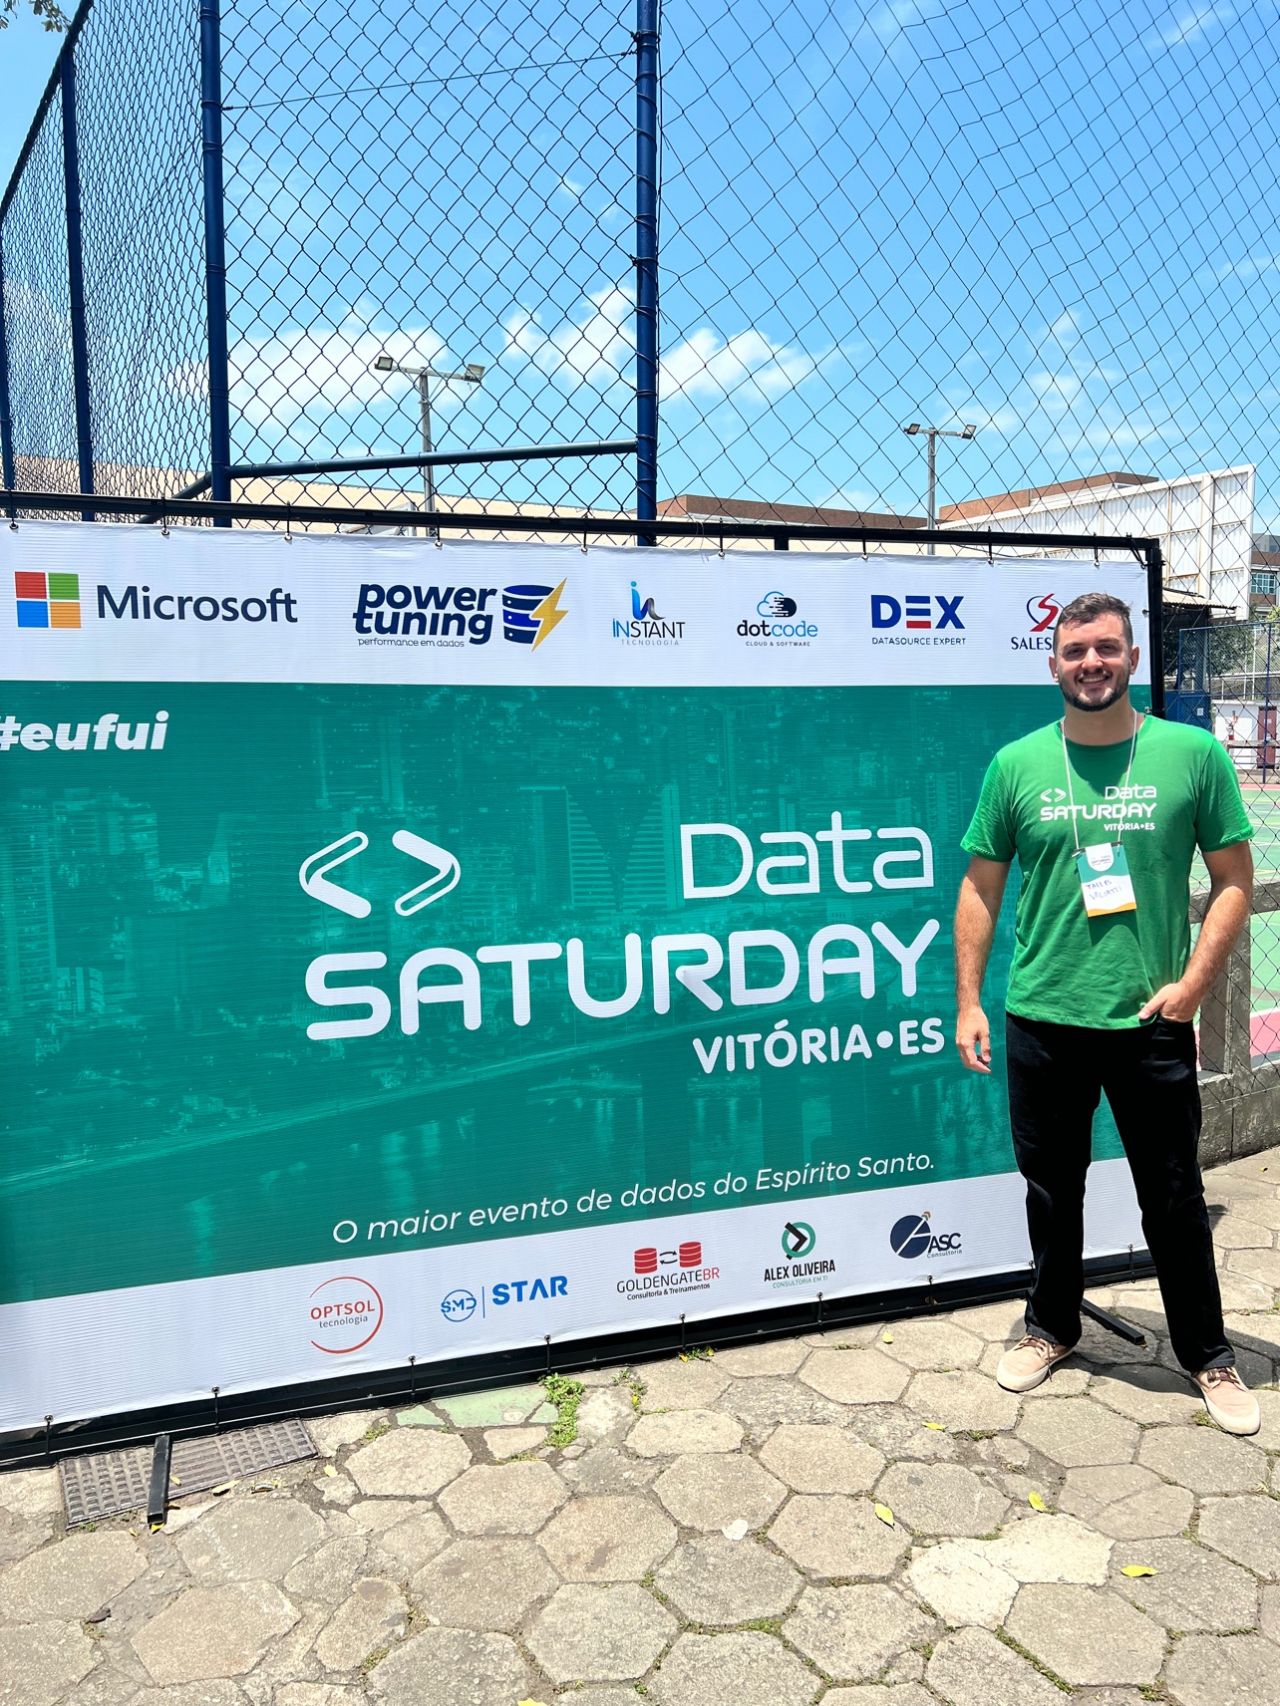 Microsoft
power
tuning
performance em dados
INSTANT
TECNOLOGIA
dotcode
CLOUD & SOFTWARE
DEX
DATASOURCE EXPERT
#eufui
Data
SATURDAY
VITÓRIA•ES
O maior evento de dados do Espírito Santo.
OPTSOL
tecnologia
SMD
STAR
GOLDENGATEBR
Consultoria & Treinamentos
ALEX OLIVEIRA
CONSULTORIA EM TI
ASC
Consultoria
Data
SATURDAY
VITÓRIA•ES